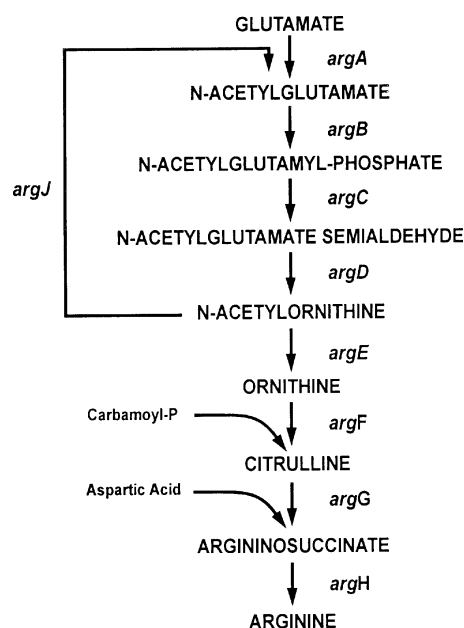 GLUTAMATE
argA
N-ACETYLGLUTAMATE
argB
N-ACETYLGLUTAMYL-PHOSPHATE
argJ
argC
N-ACETYLGLUTAMATE SEMIALDEHYDE
argD
N-ACETYLORNITHINE
argE
ORNITHINE
Carbamoyl-P
argF
CITRULLINE
Aspartic Acid
argG
ARGININOSUCCINATE
argH
ARGININE